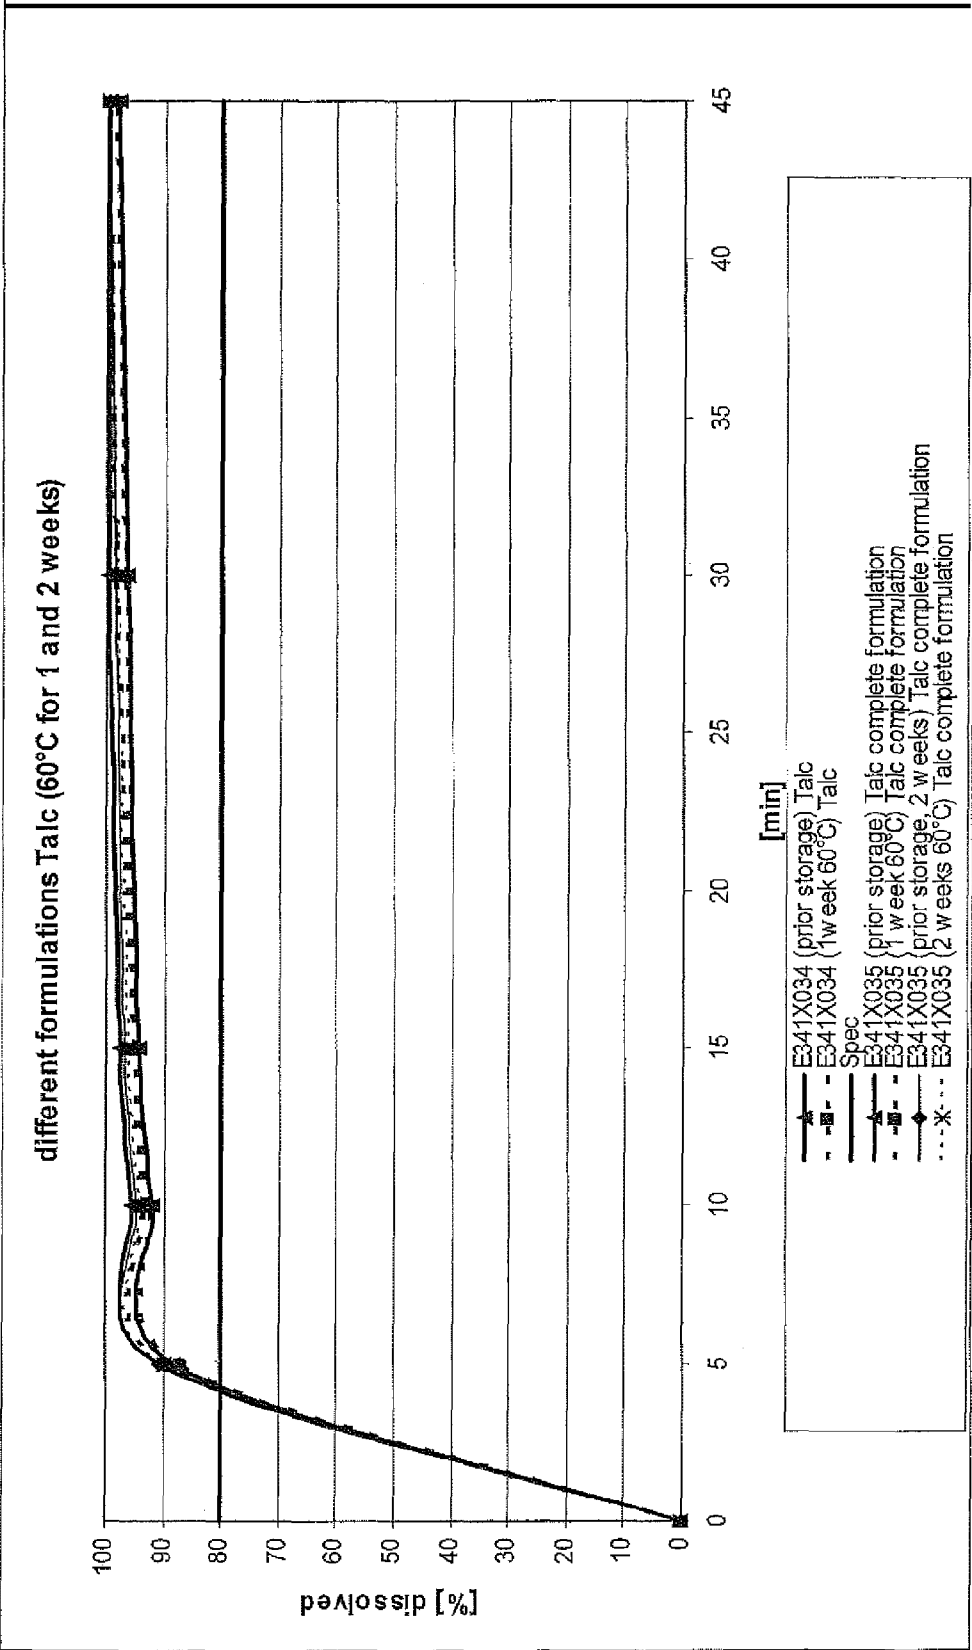 different formulations Talc (60°C for 1 and 2 weeks)
[%] dissolved
100
90
80
70
60
50
40
30
20
10
0
0 5 10 15 20 25 30 35 40 45
[min]
E341X034 (prior storage) Talc
E341X034 (1week 60°C) Talc
Spec
E341X035 (prior storage) Talc complete formulation
E341X035 (1 week 60°C) Talc complete formulation
E341X035 (prior storage, 2 weeks) Talc complete formulation
E341X035 (2 weeks 60°C) Talc complete formulation